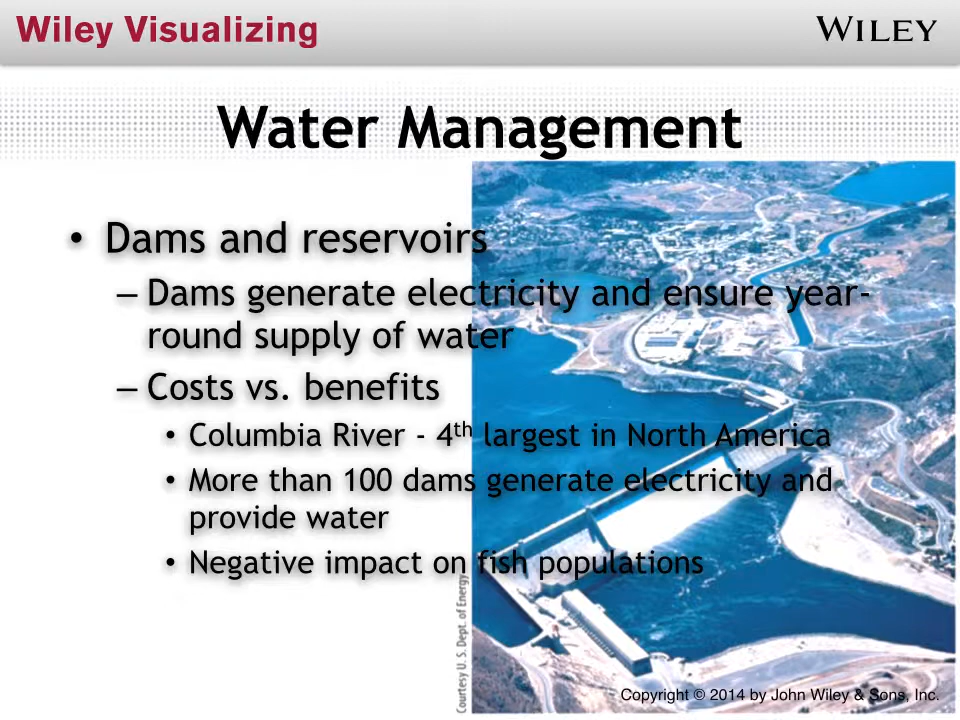 Wiley Visualizing
WILEY
Water Management
• Dams and reservoirs
– Dams generate electricity and ensure year-
round supply of water
– Costs vs. benefits
• Columbia River - 4th largest in North America
• More than 100 dams generate electricity and
provide water
• Negative impact on fish populations
Courtesy U. S. Dept. of Energy
Copyright © 2014 by John Wiley & Sons, Inc.